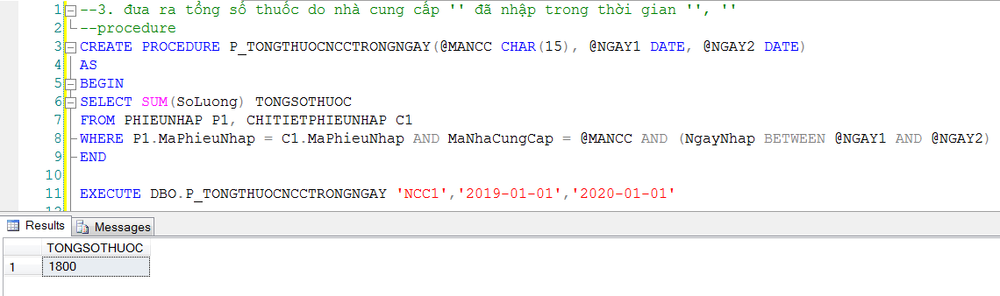 1 --3. đưa ra tổng số thuốc do nhà cung cấp '' đã nhập trong thời gian '', ''
2 --procedure
3 CREATE PROCEDURE P_TONGTHUOCNCCTRONGNGAY(@MANCC CHAR(15), @NGAY1 DATE, @NGAY2 DATE)
4 AS
5 BEGIN
6 SELECT SUM(SoLuong) TONGSOTHUOC
7 FROM PHIEUNHAP P1, CHITIETPHIEUNHAP C1
8 WHERE P1.MaPhieuNhap = C1.MaPhieuNhap AND MaNhaCungCap = @MANCC AND (NgayNhap BETWEEN @NGAY1 AND @NGAY2)
9 END
10
11 EXECUTE DBO.P_TONGTHUOCNCCTRONGNGAY 'NCC1','2019-01-01','2020-01-01'
12
Results Messages
TONGSOTHUOC
1 1800